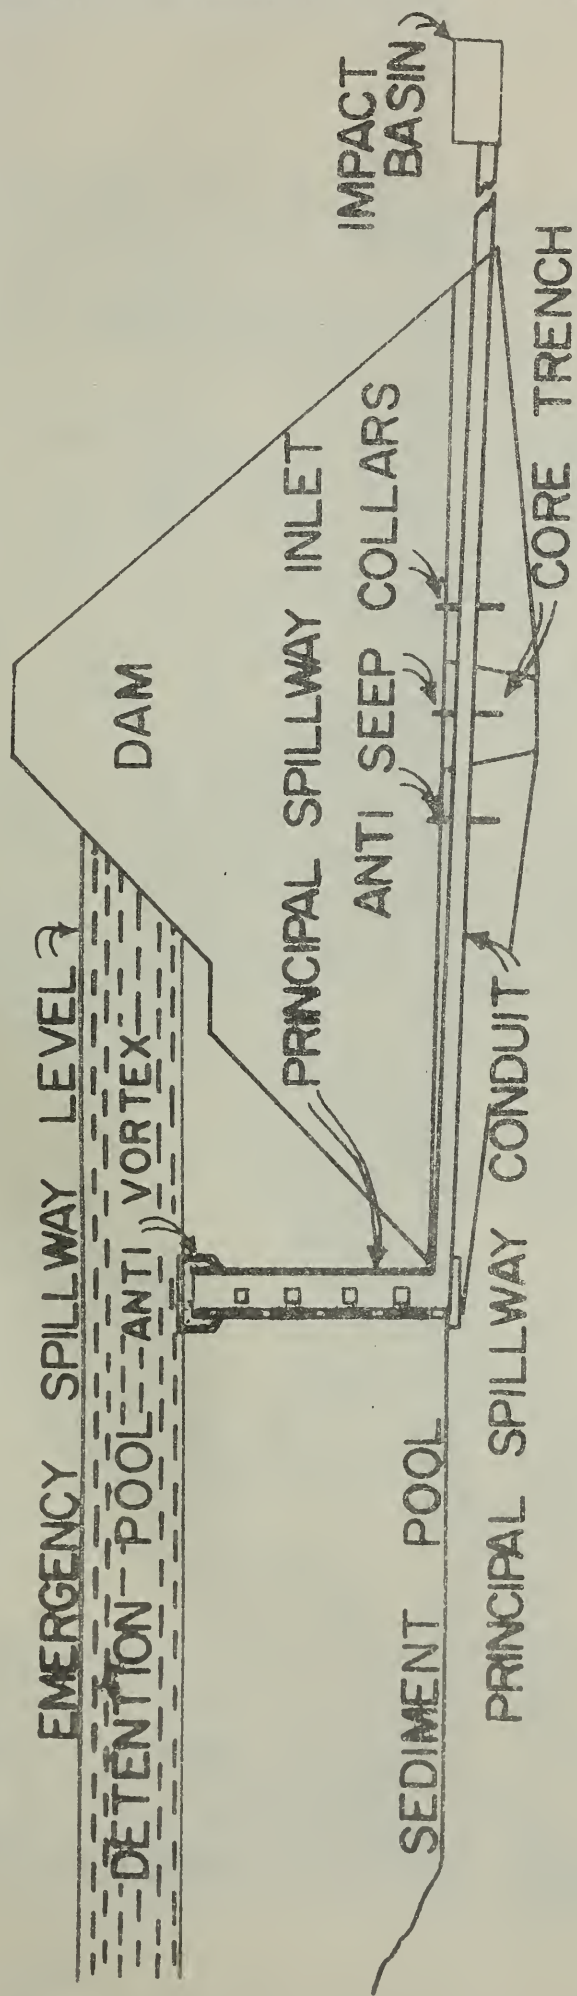 EMERGENCY SPILLWAY LEVEL
DETENTION POOL
ANTI VORTEX
DAM
PRINCIPAL SPILLWAY INLET
ANTI SEEP COLLARS
IMPACT
BASIN
SEDIMENT POOL
PRINCIPAL SPILLWAY CONDUIT
CORE TRENCH